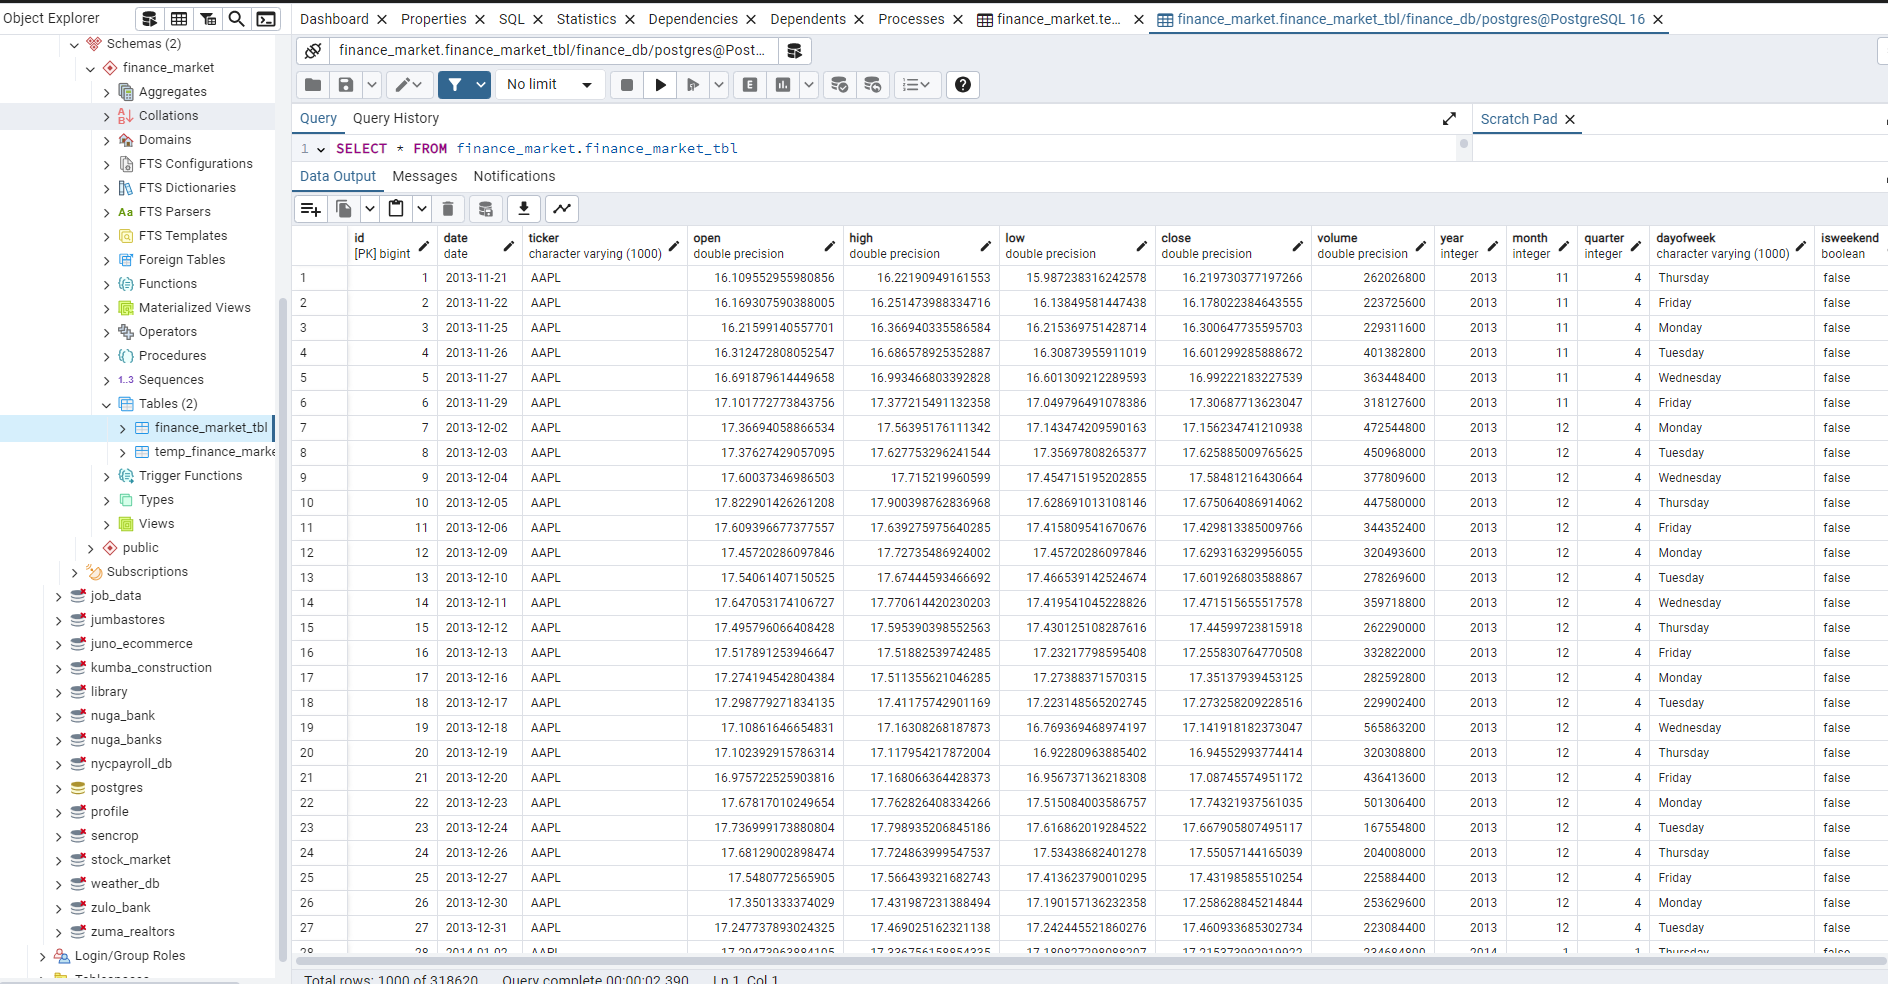 Object Explorer
Dashboard Properties SQL Statistics Dependencies Dependents Processes finance_market.te... finance_market.finance_market_tbl/finance_db/postgres@PostgreSQL 16
Schemas (2)
finance_market
Aggregates
Collations
Domains
FTS Configurations
FTS Dictionaries
FTS Parsers
FTS Templates
Foreign Tables
Functions
Materialized Views
Operators
Procedures
1..3 Sequences
Tables (2)
finance_market_tbl
temp_finance_marke
Trigger Functions
Types
Views
public
Subscriptions
job_data
jumbastores
juno_ecommerce
kumba_construction
library
nuga_bank
nuga_banks
nycpayroll_db
postgres
profile
sencrop
stock_market
weather_db
zulo_bank
zuma_realtors
Login/Group Roles
finance_market.finance_market_tbl/finance_db/postgres@Post...
No limit
Query Query History
Scratch Pad
1 SELECT * FROM finance_market.finance_market_tbl
Data Output Messages Notifications
id date ticker open high low close volume year month quarter dayofweek isweekend
[PK] bigint date character varying (1000) double precision double precision double precision double precision double precision integer integer integer character varying (1000) boolean
1 1 2013-11-21 AAPL 16.109552955980856 16.22190949161553 15.987238316242578 16.219730377197266 262026800 2013 11 4 Thursday false
2 2 2013-11-22 AAPL 16.169307590388005 16.251473988334716 16.13849581447438 16.178022384643555 223725600 2013 11 4 Friday false
3 3 2013-11-25 AAPL 16.21599140557701 16.366940335586584 16.215369751428714 16.300647735595703 229311600 2013 11 4 Monday false
4 4 2013-11-26 AAPL 16.312472808052547 16.686578925352887 16.30873955911019 16.601299285888672 401382800 2013 11 4 Tuesday false
5 5 2013-11-27 AAPL 16.691879614449658 16.993466803392828 16.601309212289593 16.99222183227539 363448400 2013 11 4 Wednesday false
6 6 2013-11-29 AAPL 17.101772773843756 17.377215491132358 17.049796491078386 17.30687713623047 318127600 2013 11 4 Friday false
7 7 2013-12-02 AAPL 17.36694058866534 17.56395176111342 17.143474209590163 17.156234741210938 472544800 2013 12 4 Monday false
8 8 2013-12-03 AAPL 17.37627429057095 17.627753296241544 17.35697808265377 17.625885009765625 450968000 2013 12 4 Tuesday false
9 9 2013-12-04 AAPL 17.60037346986503 17.715219960599 17.454715195202855 17.58481216430664 377809600 2013 12 4 Wednesday false
10 10 2013-12-05 AAPL 17.822901426261208 17.900398762836968 17.628691013108146 17.675064086914062 447580000 2013 12 4 Thursday false
11 11 2013-12-06 AAPL 17.609396677377557 17.639275975640285 17.415809541670676 17.429813385009766 344352400 2013 12 4 Friday false
12 12 2013-12-09 AAPL 17.45720286097846 17.72735486924002 17.45720286097846 17.629316329956055 320493600 2013 12 4 Monday false
13 13 2013-12-10 AAPL 17.54061407150525 17.67444593466692 17.466539142524674 17.601926803588867 278269600 2013 12 4 Tuesday false
14 14 2013-12-11 AAPL 17.647053174106727 17.770614420230203 17.419541045228826 17.471515655517578 359718800 2013 12 4 Wednesday false
15 15 2013-12-12 AAPL 17.495796066408428 17.595390398552563 17.430125108287616 17.44599723815918 262290000 2013 12 4 Thursday false
16 16 2013-12-13 AAPL 17.517891253946647 17.51882539742485 17.23217798595408 17.255830764770508 332822000 2013 12 4 Friday false
17 17 2013-12-16 AAPL 17.274194542804384 17.511355621046285 17.27388371570315 17.35137939453125 282592800 2013 12 4 Monday false
18 18 2013-12-17 AAPL 17.298779271834135 17.41175742901169 17.223148565202745 17.273258209228516 229902400 2013 12 4 Tuesday false
19 19 2013-12-18 AAPL 17.10861646654831 17.16308268187873 16.769369468974197 17.141918182373047 565863200 2013 12 4 Wednesday false
20 20 2013-12-19 AAPL 17.102392915786314 17.117954217872004 16.92280963885402 16.94552993774414 320308800 2013 12 4 Thursday false
21 21 2013-12-20 AAPL 16.975722525903816 17.168066364428373 16.956737136218308 17.08745574951172 436413600 2013 12 4 Friday false
22 22 2013-12-23 AAPL 17.67817010249654 17.762826408334266 17.515084003586757 17.74321937561035 501306400 2013 12 4 Monday false
23 23 2013-12-24 AAPL 17.736999173880804 17.798935206845186 17.616862019284522 17.667905807495117 167554800 2013 12 4 Tuesday false
24 24 2013-12-26 AAPL 17.68129002898474 17.724863999547537 17.53438682401278 17.55057144165039 204008000 2013 12 4 Thursday false
25 25 2013-12-27 AAPL 17.5480772565905 17.566439321682743 17.413623790010295 17.43198585510254 225884400 2013 12 4 Friday false
26 26 2013-12-30 AAPL 17.3501333374029 17.431987231388494 17.190157136232358 17.258628845214844 253629600 2013 12 4 Monday false
27 27 2013-12-31 AAPL 17.247737893024325 17.469025162321138 17.242445521860276 17.460933685302734 223084400 2013 12 4 Tuesday false
Total rows: 1000 of 318620 Query complete 00:00:02.390 Ln 1, Col 1